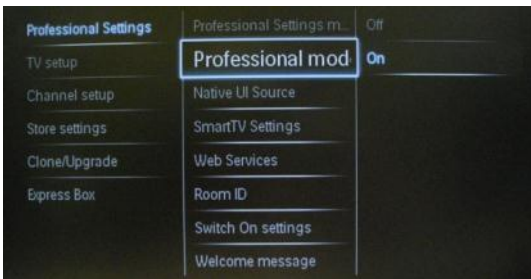 Professional Settings
TV setup
Channel setup
Store settings
Clone/Upgrade
Express Box
Professional Settings m...
Professional mod
Native UI Source
SmartTV Settings
Web Services
Room ID
Switch On settings
Welcome message
Off
On